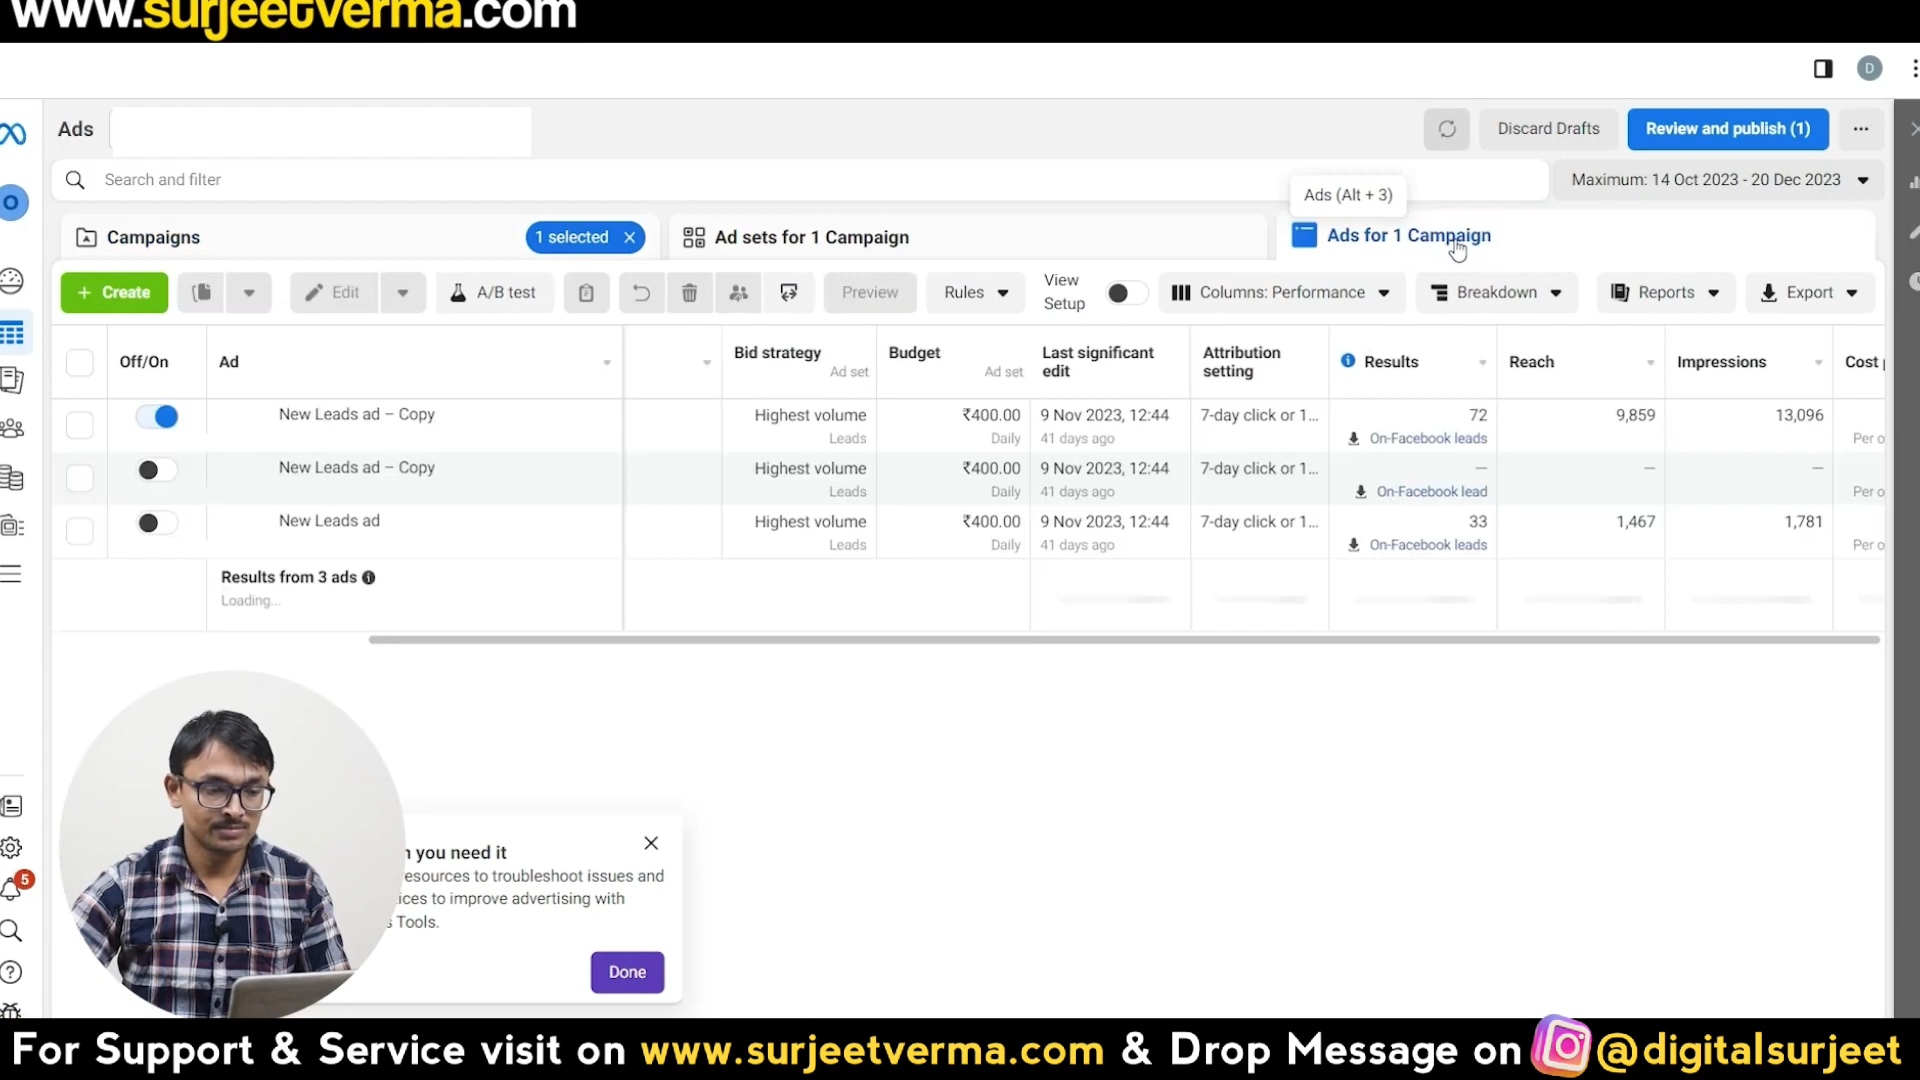 www.surjeetverma.com
D
Ads
Discard Drafts
Review and publish (1)
Search and filter
Maximum: 14 Oct 2023 - 20 Dec 2023
Ads (Alt + 3)
O
Campaigns
1 selected
Ad sets for 1 Campaign
Ads for 1 Campaign
+ Create
Edit
A/B test
Preview
Rules
View Setup
Columns: Performance
Breakdown
Reports
Export
Off/On
Ad
Bid strategy
Ad set
Budget
Ad set
Last significant edit
Attribution setting
Results
Reach
Impressions
Cost
New Leads ad – Copy
Highest volume
Leads
₹400.00
Daily
9 Nov 2023, 12:44
41 days ago
7-day click or 1...
72
On-Facebook leads
9,859
13,096
Per o
New Leads ad – Copy
Highest volume
Leads
₹400.00
Daily
9 Nov 2023, 12:44
41 days ago
7-day click or 1...
—
On-Facebook lead
—
—
Per o
New Leads ad
Highest volume
Leads
₹400.00
Daily
9 Nov 2023, 12:44
41 days ago
7-day click or 1...
33
On-Facebook leads
1,467
1,781
Per o
Results from 3 ads
Loading...
you need it
esources to troubleshoot issues and
ices to improve advertising with
s Tools.
Done
5
For Support & Service visit on www.surjeetverma.com & Drop Message on @digitalsurjeet